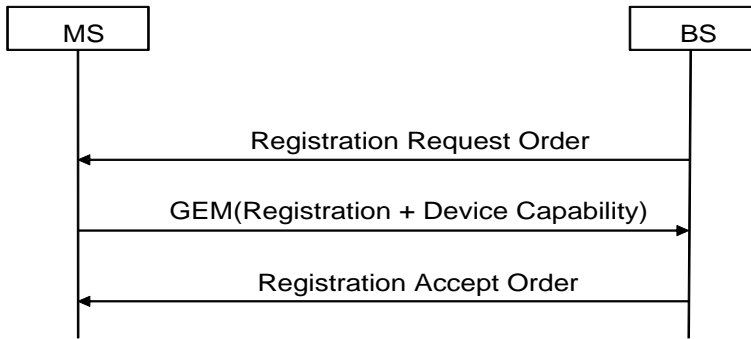 MS
BS
Registration Request Order
GEM(Registration + Device Capability)
Registration Accept Order